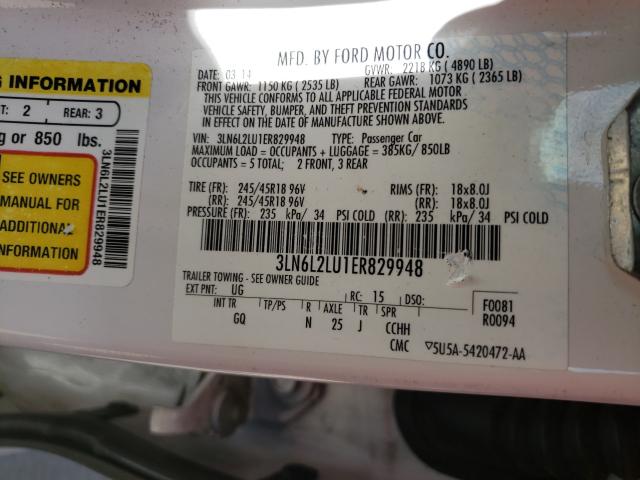 G INFORMATION
T: 2 REAR: 3
g or 850 lbs.
SEE OWNERS
MANUAL FOR
ADDITIONAL
INFORMATION
3LN6L2LU1ER829948
MFD. BY FORD MOTOR CO.
DATE: 03 14 GVWR: 2218 KG ( 4890 LB)
FRONT GAWR: 1150 KG ( 2535 LB) REAR GAWR: 1073 KG ( 2365 LB)
THIS VEHICLE CONFORMS TO ALL APPLICABLE FEDERAL MOTOR
VEHICLE SAFETY, BUMPER, AND THEFT PREVENTION STANDARDS
IN EFFECT ON THE DATE OF MANUFACTURE SHOWN ABOVE.
VIN: 3LN6L2LU1ER829948 TYPE: Passenger Car
MAXIMUM LOAD = OCCUPANTS + LUGGAGE = 385KG/ 850LB
OCCUPANTS = 5 TOTAL; 2 FRONT, 3 REAR
TIRE (FR) : 245/45R18 96V RIMS (FR) : 18x8.0J
(RR) : 245/45R18 96V (RR) : 18x8.0J
PRESSURE (FR) : 235 kPa/ 34 PSI COLD (RR) : 235 kPa/ 34 PSI COLD
3LN6L2LU1ER829948
TRAILER TOWING - SEE OWNER GUIDE
EXT PNT: UG RC: 15 DSO:
INT TR TP/PS R AXLE TR SPR
GQ N 25 J CCHH
F0081
R0094
CMC ▽5U5A-5420472-AA